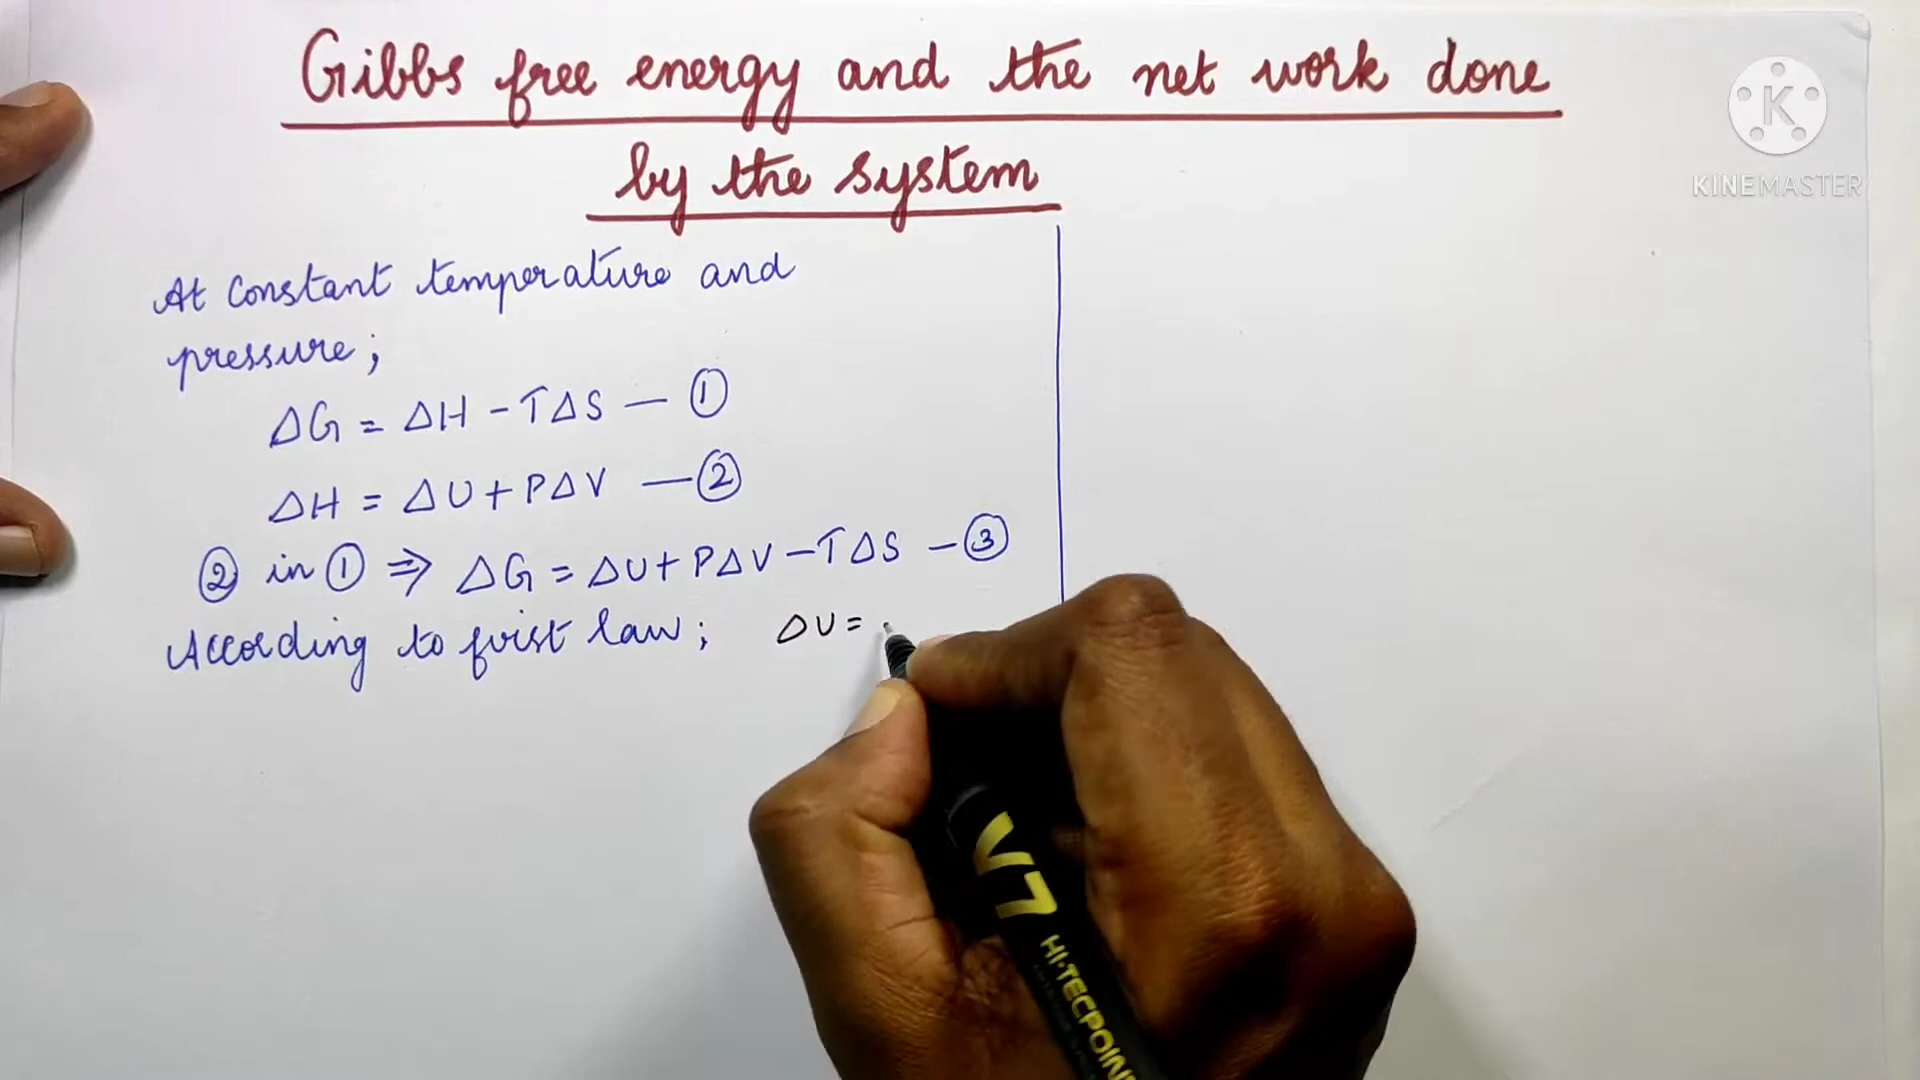 Gibbs free energy and the net work done
by the system
At Constant temperature and
pressure;
ΔG = ΔH - TΔS — ①
ΔH = ΔU + PΔV — ②
② in ① ⇒ ΔG = ΔU + PΔV - TΔS - ③
According to first law; ΔU =
K
KINEMASTER
V7
HI-TECPOINT